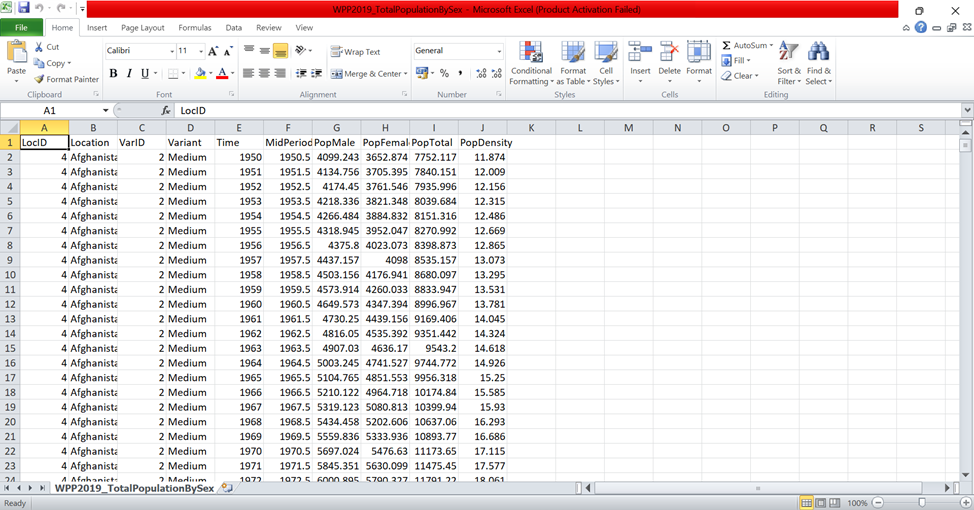 WPP2019_TotalPopulationBySex - Microsoft Excel (Product Activation Failed)
File Home Insert Page Layout Formulas Data Review View
Cut
Copy
Format Painter
Paste
Clipboard
Calibri 11 A A
B I U A
Font
Wrap Text
Merge & Center
Alignment
General
% , .0 .00 .00 .0
Number
Conditional Formatting Format as Table Cell Styles
Styles
Insert Delete Format
Cells
Σ AutoSum
Fill
Clear
Sort & Filter Find & Select
Editing
A1 fx LocID
A B C D E F G H I J K L M N O P Q R S
1 LocID Location VarID Variant Time MidPeriod PopMale PopFemal PopTotal PopDensity
2 4 Afghanista 2 Medium 1950 1950.5 4099.243 3652.874 7752.117 11.874
3 4 Afghanista 2 Medium 1951 1951.5 4134.756 3705.395 7840.151 12.009
4 4 Afghanista 2 Medium 1952 1952.5 4174.45 3761.546 7935.996 12.156
5 4 Afghanista 2 Medium 1953 1953.5 4218.336 3821.348 8039.684 12.315
6 4 Afghanista 2 Medium 1954 1954.5 4266.484 3884.832 8151.316 12.486
7 4 Afghanista 2 Medium 1955 1955.5 4318.945 3952.047 8270.992 12.669
8 4 Afghanista 2 Medium 1956 1956.5 4375.8 4023.073 8398.873 12.865
9 4 Afghanista 2 Medium 1957 1957.5 4437.157 4098 8535.157 13.073
10 4 Afghanista 2 Medium 1958 1958.5 4503.156 4176.941 8680.097 13.295
11 4 Afghanista 2 Medium 1959 1959.5 4573.914 4260.033 8833.947 13.531
12 4 Afghanista 2 Medium 1960 1960.5 4649.573 4347.394 8996.967 13.781
13 4 Afghanista 2 Medium 1961 1961.5 4730.25 4439.156 9169.406 14.045
14 4 Afghanista 2 Medium 1962 1962.5 4816.05 4535.392 9351.442 14.324
15 4 Afghanista 2 Medium 1963 1963.5 4907.03 4636.17 9543.2 14.618
16 4 Afghanista 2 Medium 1964 1964.5 5003.245 4741.527 9744.772 14.926
17 4 Afghanista 2 Medium 1965 1965.5 5104.765 4851.553 9956.318 15.25
18 4 Afghanista 2 Medium 1966 1966.5 5210.122 4964.718 10174.84 15.585
19 4 Afghanista 2 Medium 1967 1967.5 5319.123 5080.813 10399.94 15.93
20 4 Afghanista 2 Medium 1968 1968.5 5434.458 5202.606 10637.06 16.293
21 4 Afghanista 2 Medium 1969 1969.5 5559.836 5333.936 10893.77 16.686
22 4 Afghanista 2 Medium 1970 1970.5 5697.024 5476.63 11173.65 17.115
23 4 Afghanista 2 Medium 1971 1971.5 5845.351 5630.099 11475.45 17.577
24 4 Afghanista 2 Medium 1972 1972.5 6000.895 5790.327 11791.22 18.061
WPP2019_TotalPopulationBySex
Ready 100%